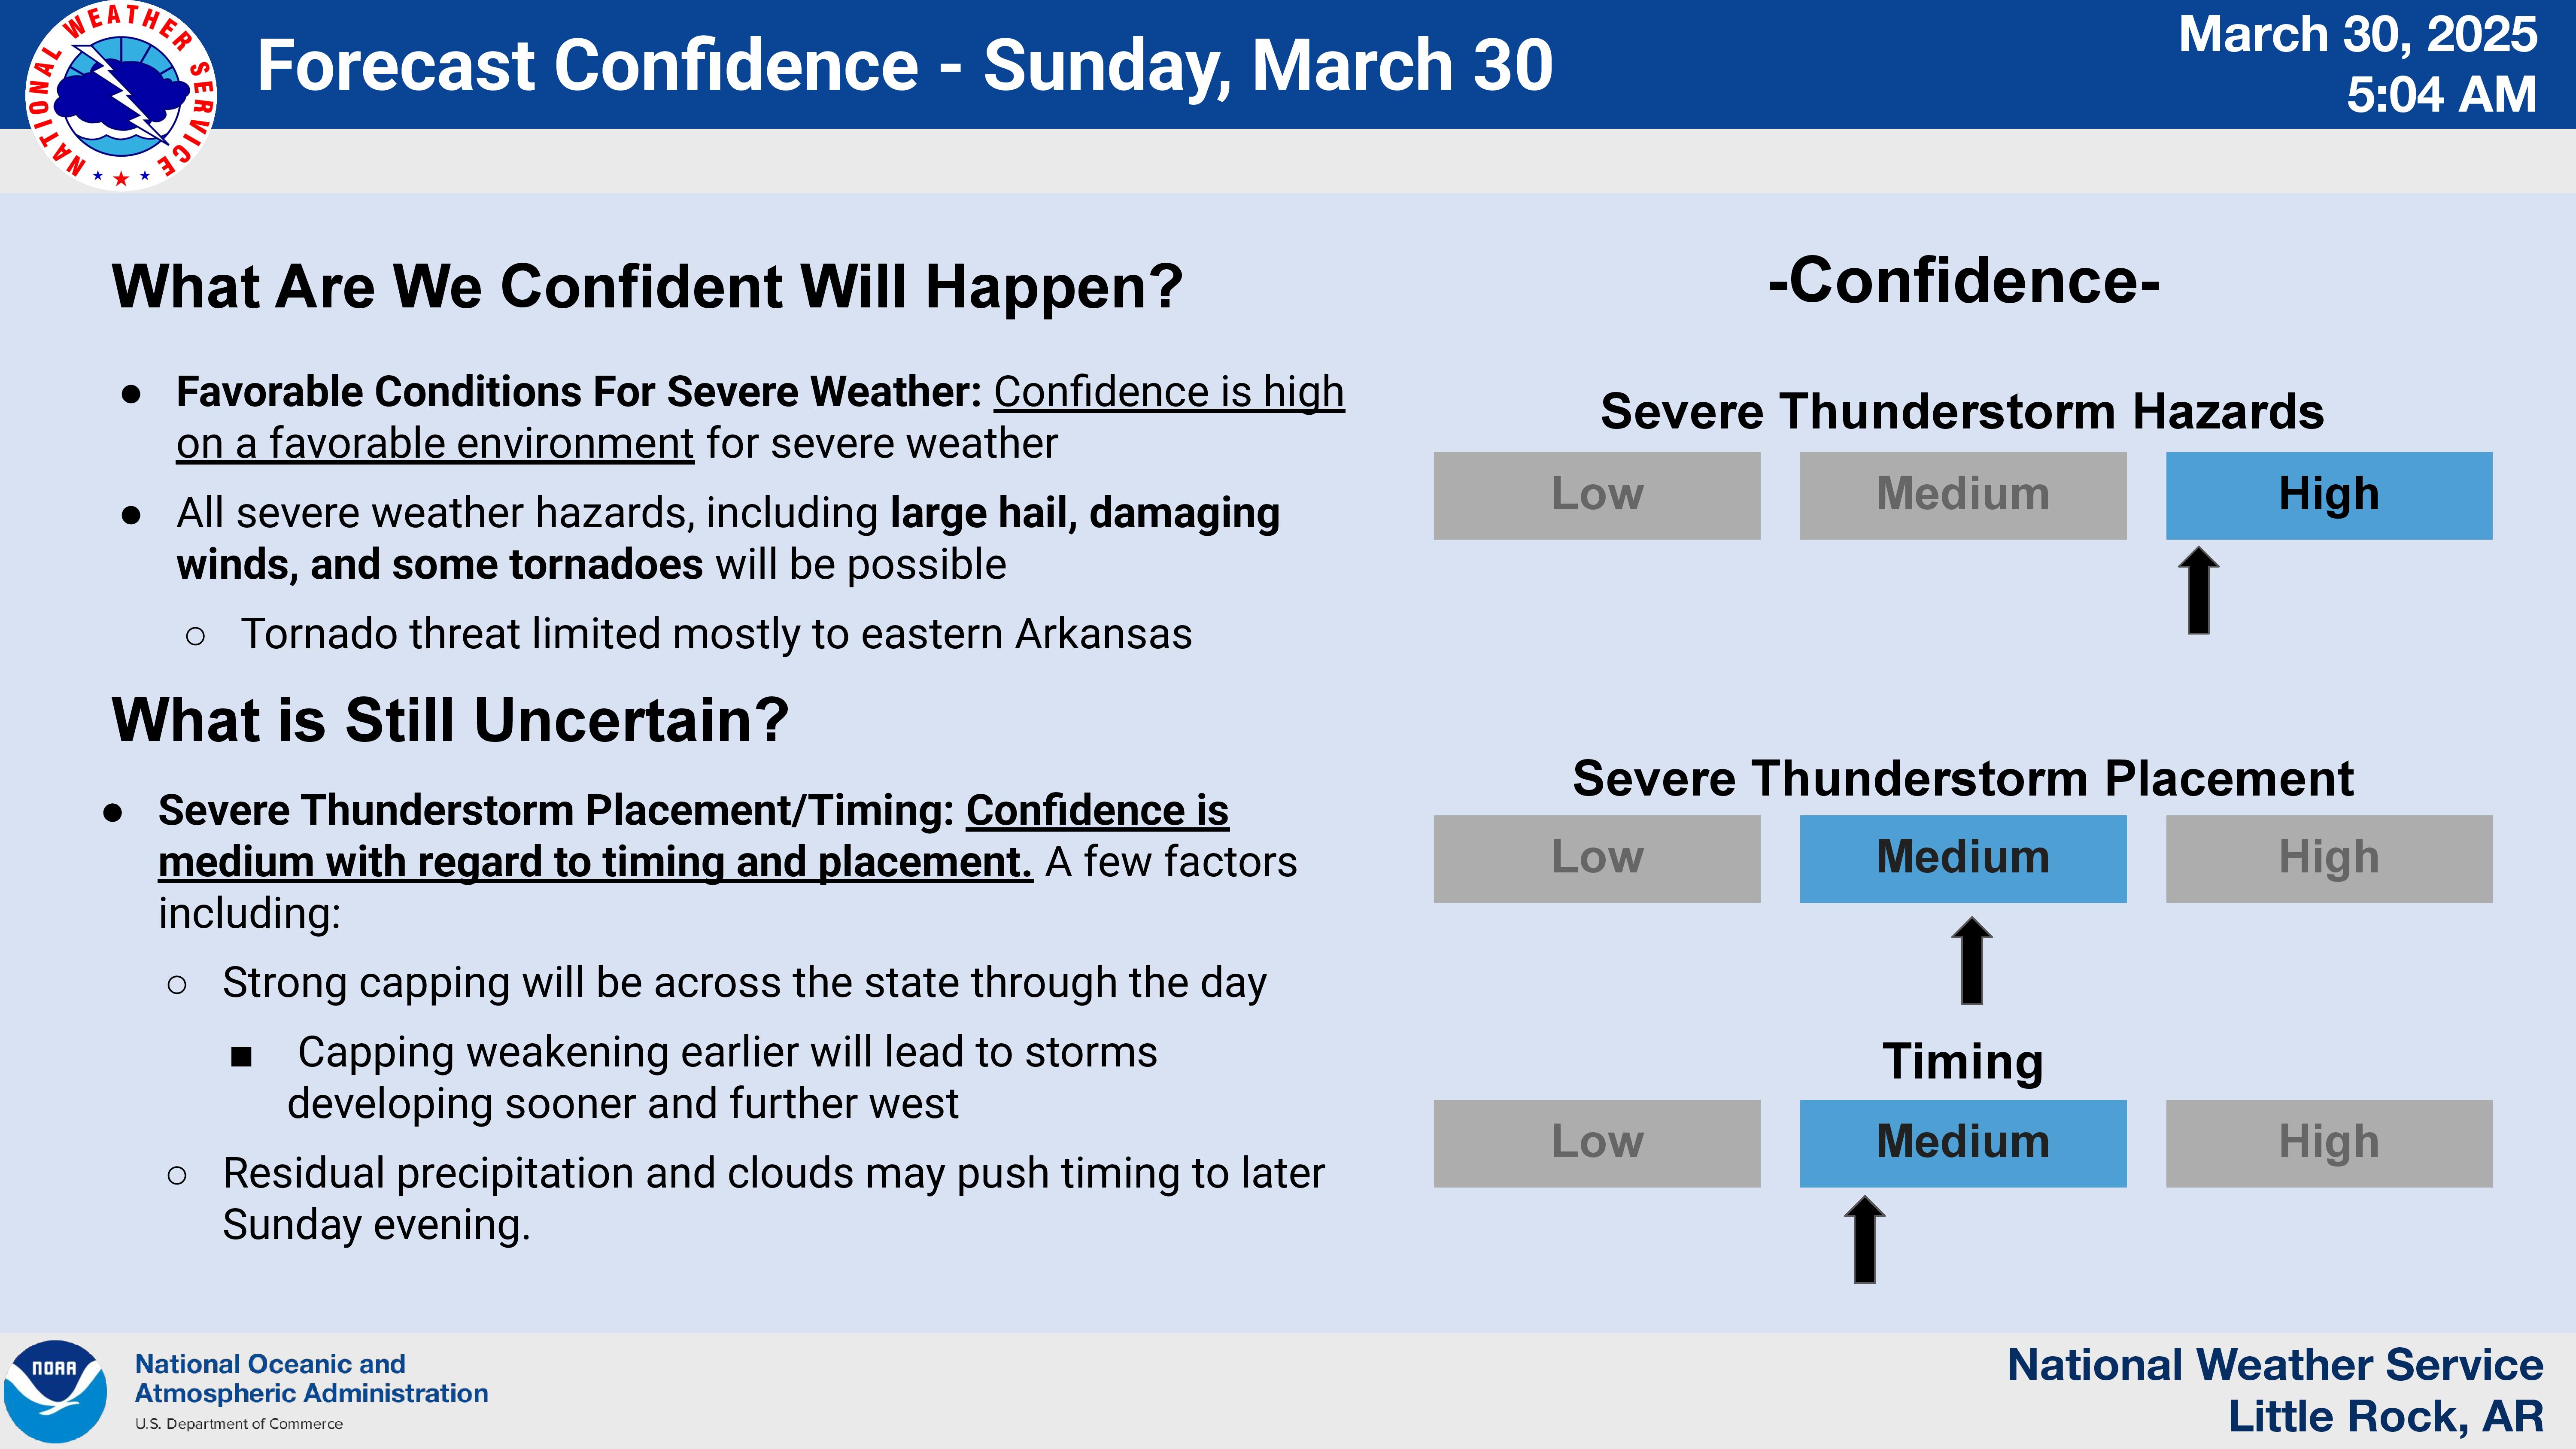 NATIONAL WEATHER SERVICE
Forecast Confidence - Sunday, March 30
March 30, 2025
5:04 AM
What Are We Confident Will Happen?
● Favorable Conditions For Severe Weather: Confidence is high
on a favorable environment for severe weather
● All severe weather hazards, including large hail, damaging
winds, and some tornadoes will be possible
○ Tornado threat limited mostly to eastern Arkansas
What is Still Uncertain?
● Severe Thunderstorm Placement/Timing: Confidence is
medium with regard to timing and placement. A few factors
including:
○ Strong capping will be across the state through the day
■ Capping weakening earlier will lead to storms
developing sooner and further west
○ Residual precipitation and clouds may push timing to later
Sunday evening.
-Confidence-
Severe Thunderstorm Hazards
Low Medium High
Severe Thunderstorm Placement
Low Medium High
Timing
Low Medium High
NOAA
National Oceanic and
Atmospheric Administration
U.S. Department of Commerce
National Weather Service
Little Rock, AR